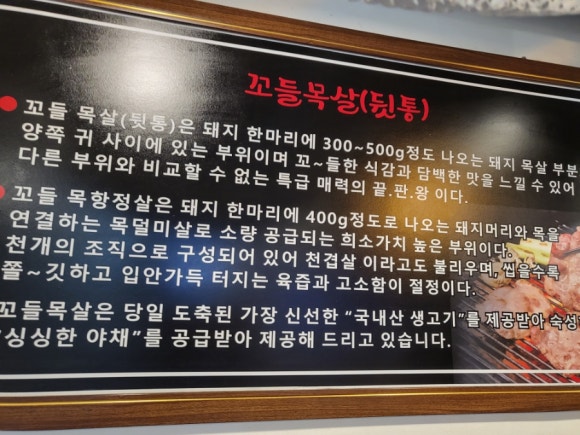 꼬들목살(뒷통)
● 꼬들 목살(뒷통)은 돼지 한마리에 300~500g정도 나오는 돼지 목살 부분
양쪽 귀 사이에 있는 부위이며 꼬~들한 식감과 담백한 맛을 느낄 수 있어
다른 부위와 비교할 수 없는 특급 매력의 끝.판.왕 이다.
● 꼬들 목항정살은 돼지 한마리에 400g정도로 나오는 돼지머리와 목을
연결하는 목덜미살로 소량 공급되는 희소가치 높은 부위이다.
천개의 조직으로 구성되어 있어 천겹살 이라고도 불리우며, 씹을수록
쫄~깃하고 입안가득 터지는 육즙과 고소함이 절정이다.
꼬들목살은 당일 도축된 가장 신선한 "국내산 생고기"를 제공받아 숙성
"싱싱한 야채"를 공급받아 제공해 드리고 있습니다.